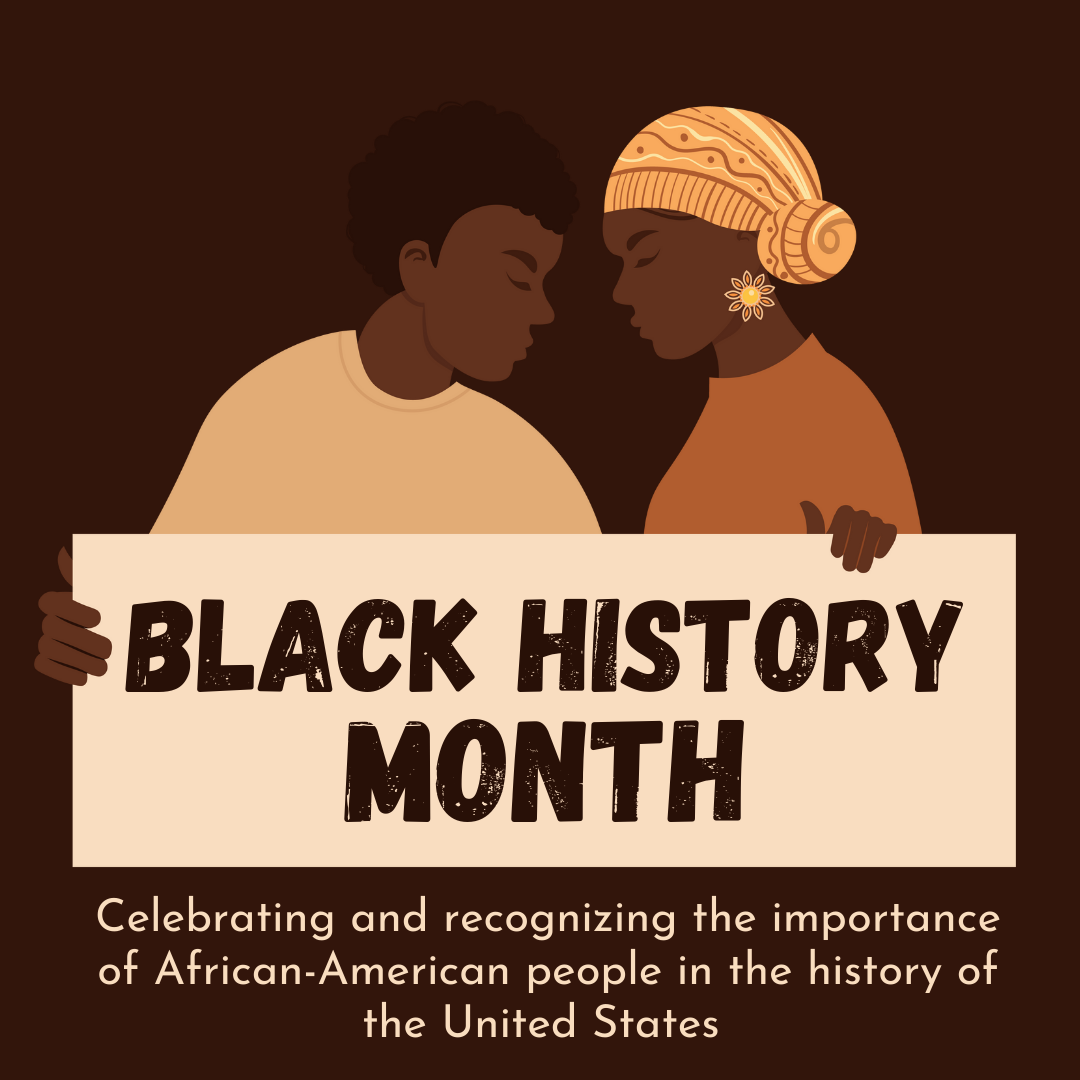 BLACK HISTORY
MONTH
Celebrating and recognizing the importance
of African-American people in the history of
the United States